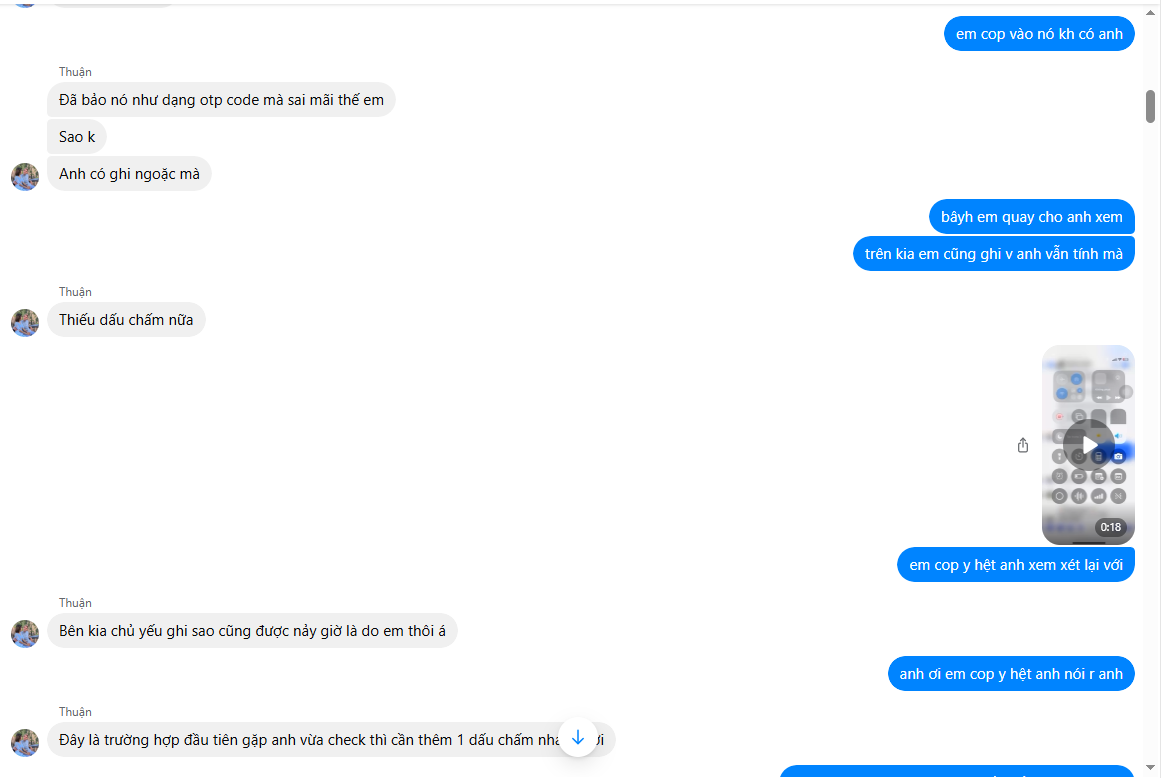 em cop vào nó kh có anh
Thuận
Đã bảo nó như dạng otp code mà sai mãi thế em
Sao k
Anh có ghi ngoặc mà
bâyh em quay cho anh xem
trên kia em cũng ghi v anh vẫn tính mà
Thuận
Thiếu dấu chấm nữa
0:18
em cop y hệt anh xem xét lại với
Thuận
Bên kia chủ yếu ghi sao cũng được nảy giờ là do em thôi á
anh ơi em cop y hệt anh nói r anh
Thuận
Đây là trường hợp đầu tiên gặp anh vừa check thì cần thêm 1 dấu chấm